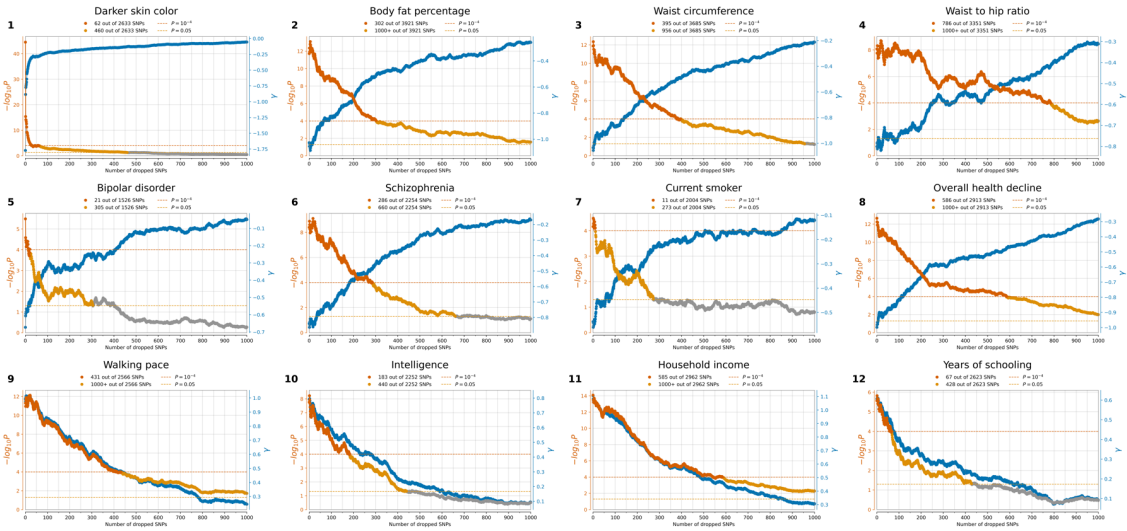 Darker skin color
1
62 out of 2633 SNPs
460 out of 2633 SNPs
P = 10⁻⁴
P = 0.05
−log₁₀P
γ
Number of dropped SNPs
Body fat percentage
2
302 out of 3921 SNPs
1000+ out of 3921 SNPs
P = 10⁻⁴
P = 0.05
−log₁₀P
γ
Number of dropped SNPs
Waist circumference
3
395 out of 3685 SNPs
956 out of 3685 SNPs
P = 10⁻⁴
P = 0.05
−log₁₀P
γ
Number of dropped SNPs
Waist to hip ratio
4
786 out of 3351 SNPs
1000+ out of 3351 SNPs
P = 10⁻⁴
P = 0.05
−log₁₀P
γ
Number of dropped SNPs
Bipolar disorder
5
21 out of 1526 SNPs
305 out of 1526 SNPs
P = 10⁻⁴
P = 0.05
−log₁₀P
γ
Number of dropped SNPs
Schizophrenia
6
286 out of 2254 SNPs
660 out of 2254 SNPs
P = 10⁻⁴
P = 0.05
−log₁₀P
γ
Number of dropped SNPs
Current smoker
7
11 out of 2004 SNPs
273 out of 2004 SNPs
P = 10⁻⁴
P = 0.05
−log₁₀P
γ
Number of dropped SNPs
Overall health decline
8
586 out of 2913 SNPs
1000+ out of 2913 SNPs
P = 10⁻⁴
P = 0.05
−log₁₀P
γ
Number of dropped SNPs
Walking pace
9
431 out of 2566 SNPs
1000+ out of 2566 SNPs
P = 10⁻⁴
P = 0.05
−log₁₀P
γ
Number of dropped SNPs
Intelligence
10
183 out of 2252 SNPs
440 out of 2252 SNPs
P = 10⁻⁴
P = 0.05
−log₁₀P
γ
Number of dropped SNPs
Household income
11
585 out of 2962 SNPs
1000+ out of 2962 SNPs
P = 10⁻⁴
P = 0.05
−log₁₀P
γ
Number of dropped SNPs
Years of schooling
12
67 out of 2623 SNPs
428 out of 2623 SNPs
P = 10⁻⁴
P = 0.05
−log₁₀P
γ
Number of dropped SNPs